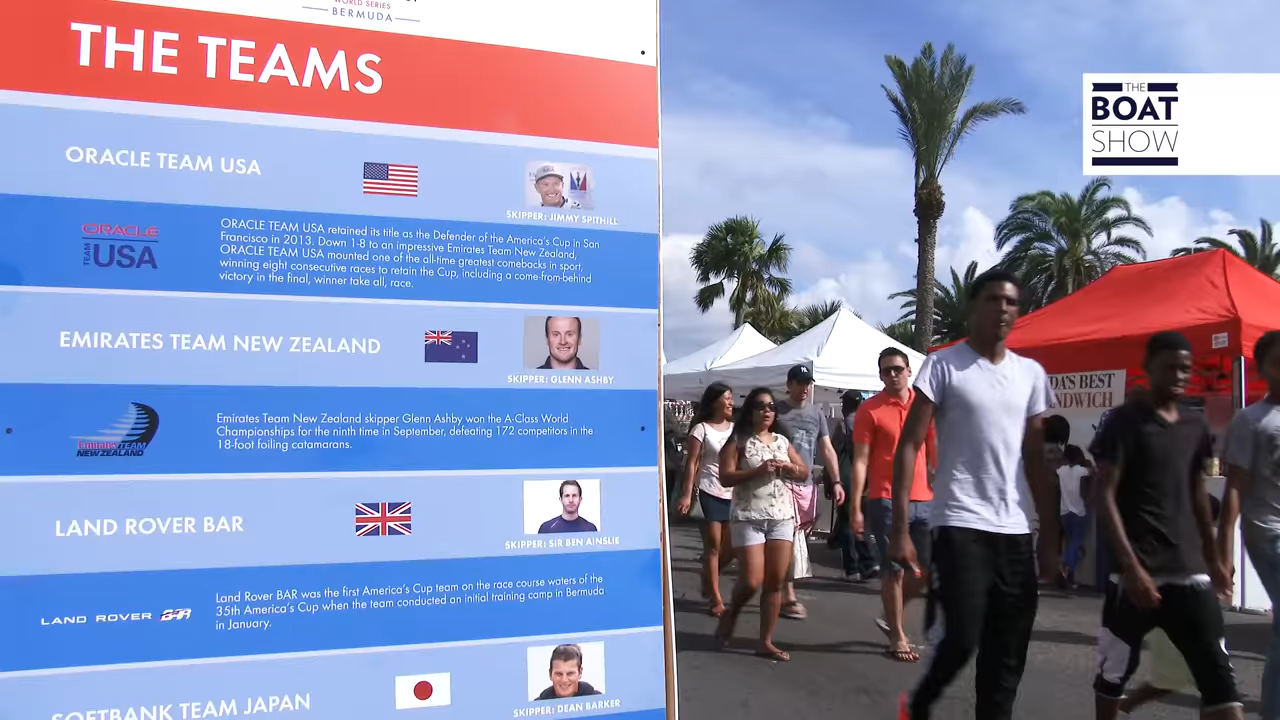 WORLD SERIES
BERMUDA
THE TEAMS
ORACLE TEAM USA
SKIPPER: JIMMY SPITHILL
ORACLE
TEAM USA
ORACLE TEAM USA retained its title as the Defender of the America's Cup in San
Francisco in 2013. Down 1-8 to an impressive Emirates Team New Zealand,
ORACLE TEAM USA mounted one of the all-time greatest comebacks in sport,
winning eight consecutive races to retain the Cup, including a come-from-behind
victory in the final, winner take all, race.
EMIRATES TEAM NEW ZEALAND
SKIPPER: GLENN ASHBY
Emirates TEAM
NEW ZEALAND
Emirates Team New Zealand skipper Glenn Ashby won the A-Class World
Championships for the ninth time in September, defeating 172 competitors in the
18-foot foiling catamarans.
LAND ROVER BAR
SKIPPER: SIR BEN AINSLIE
LAND ROVER BAR
Land Rover BAR was the first America's Cup team on the race course waters of the
35th America's Cup when the team conducted an initial training camp in Bermuda
in January.
SOFTBANK TEAM JAPAN
SKIPPER: DEAN BARKER
THE
BOAT
SHOW
DA'S BEST
NDWICH